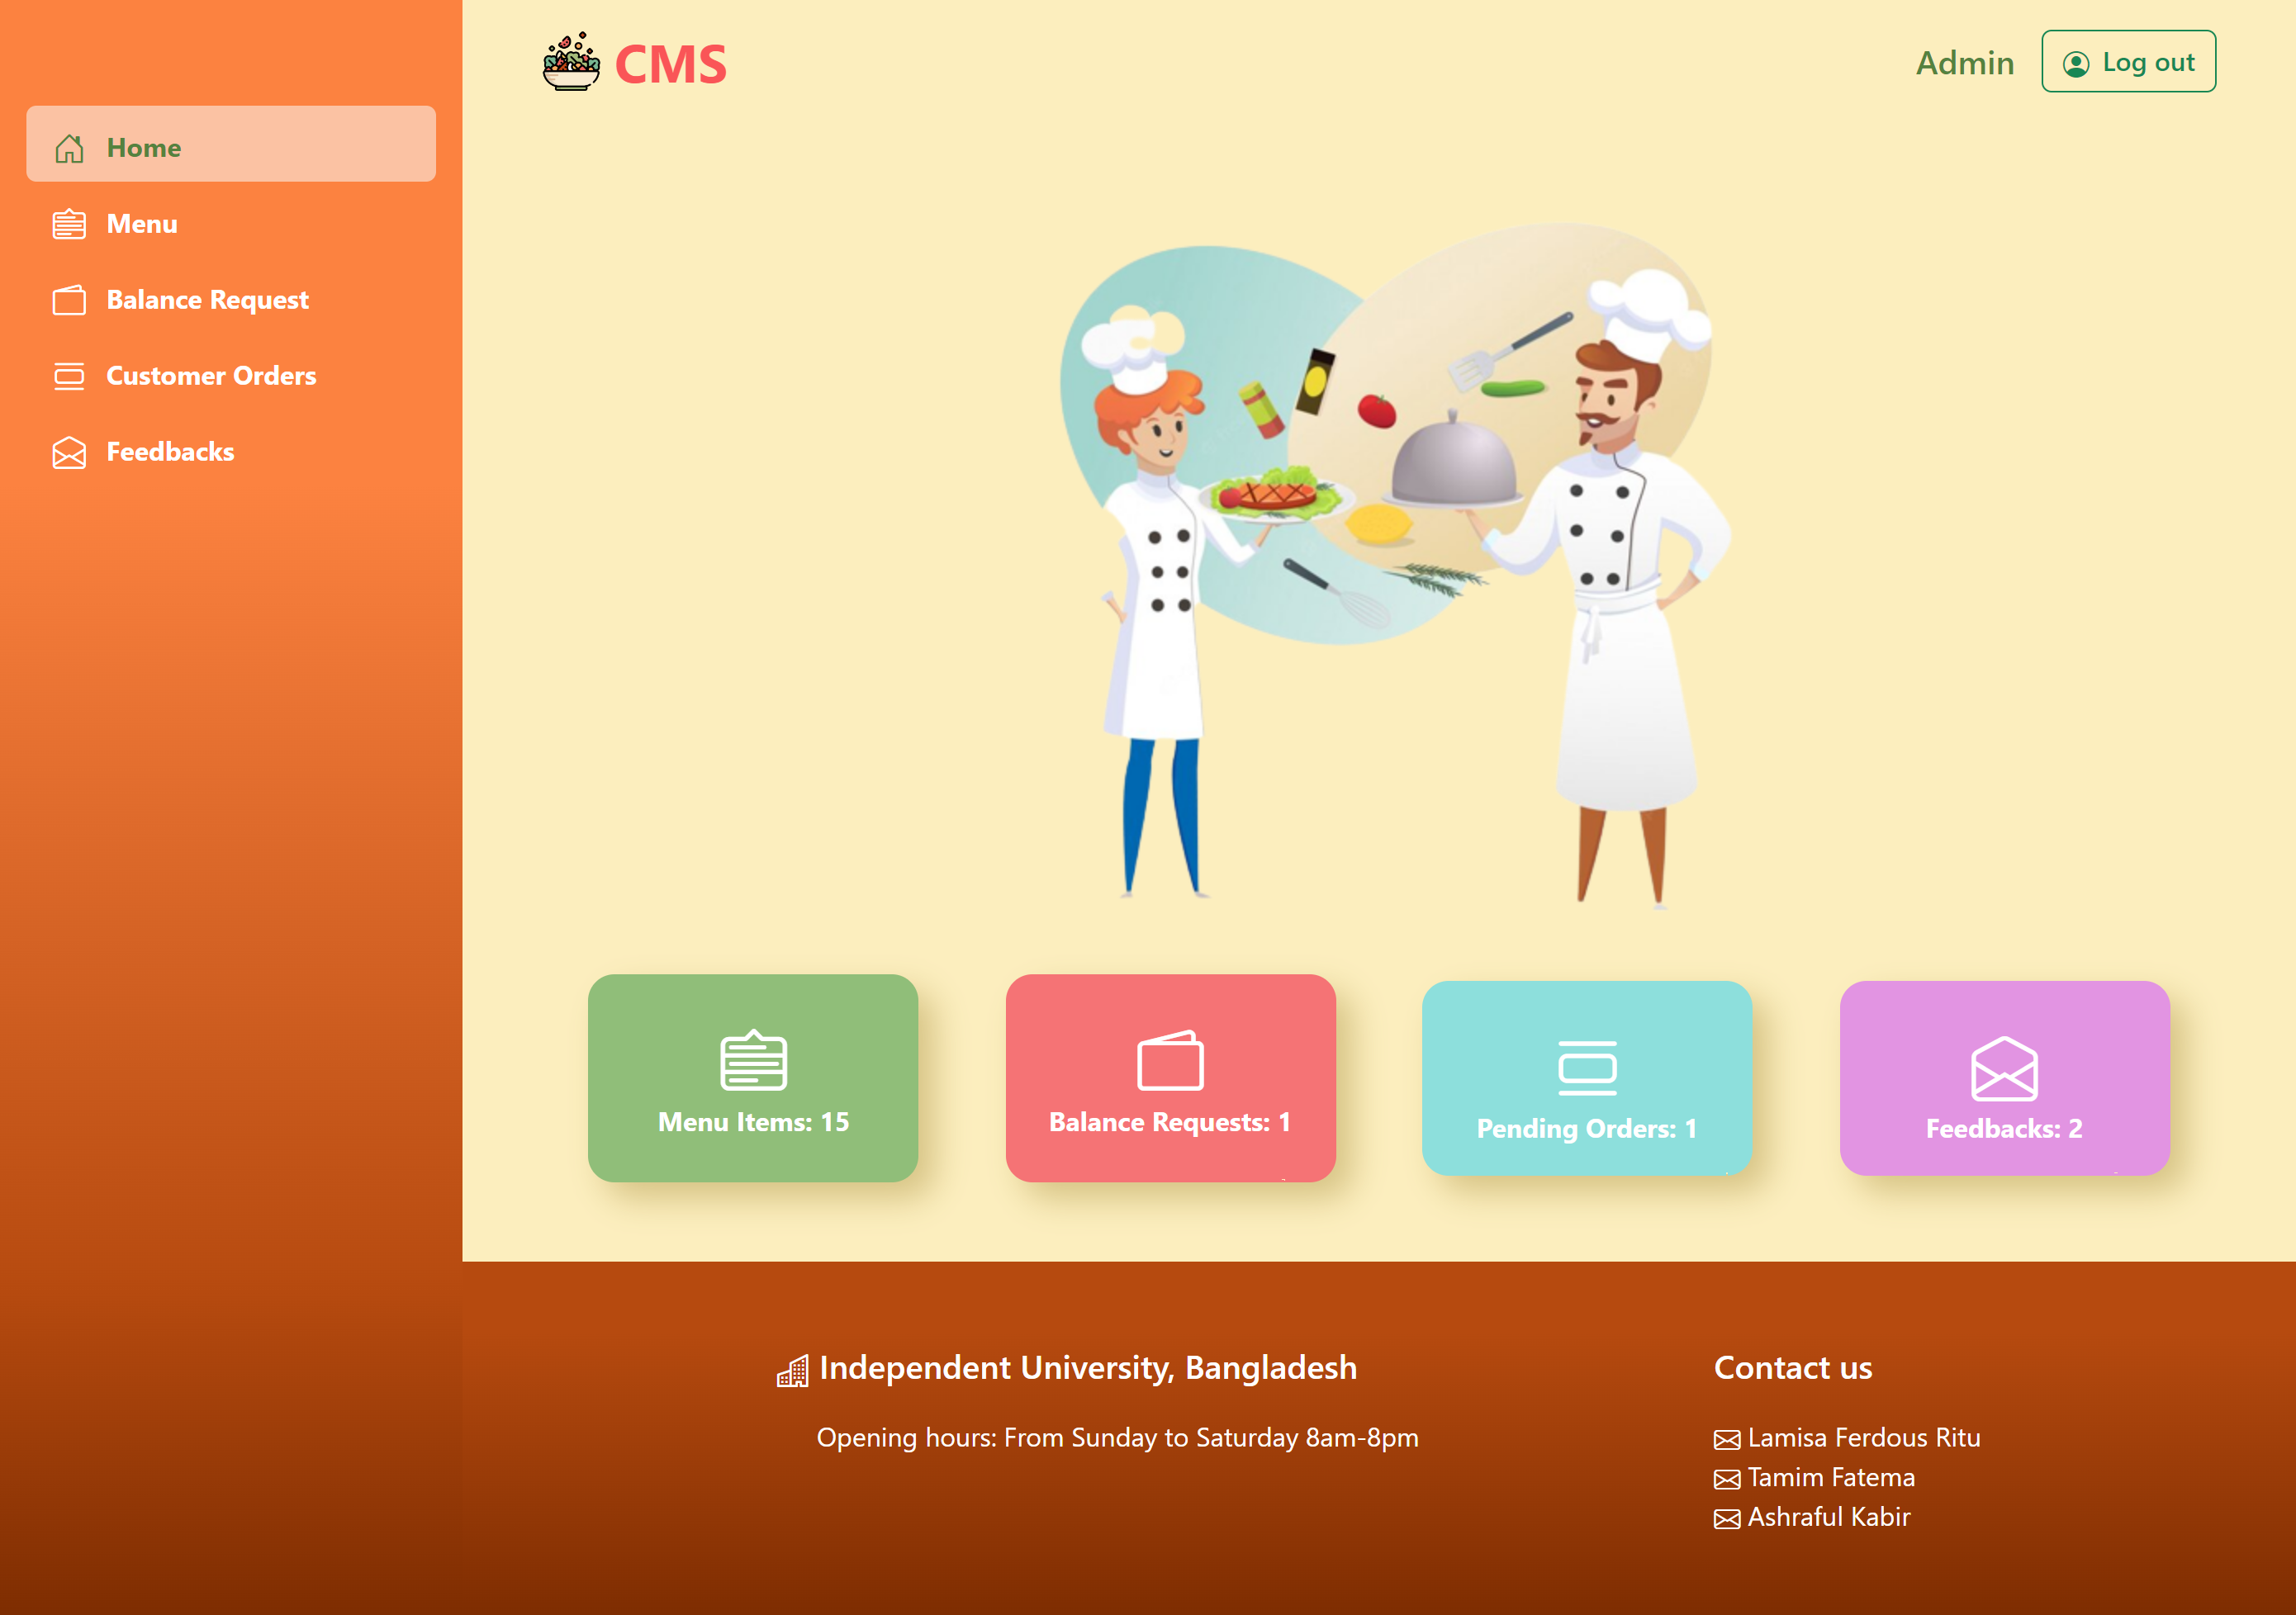 CMS
Admin
Log out
Home
Menu
Balance Request
Customer Orders
Feedbacks
Menu Items: 15
Balance Requests: 1
Pending Orders: 1
Feedbacks: 2
Independent University, Bangladesh
Opening hours: From Sunday to Saturday 8am-8pm
Contact us
Lamisa Ferdous Ritu
Tamim Fatema
Ashraful Kabir